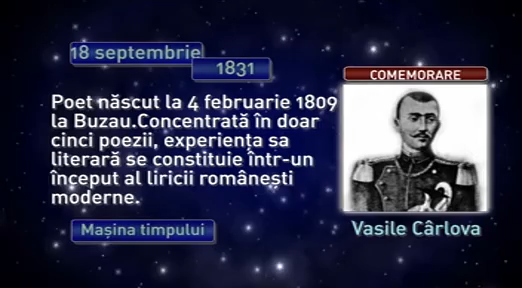 18 septembrie
1831
COMEMORARE
Poet născut la 4 februarie 1809
la Buzau.Concentrată în doar
cinci poezii, experiența sa
literară se constituie într-un
început al liricii românești
moderne.
Mașina timpului
Vasile Cârlova